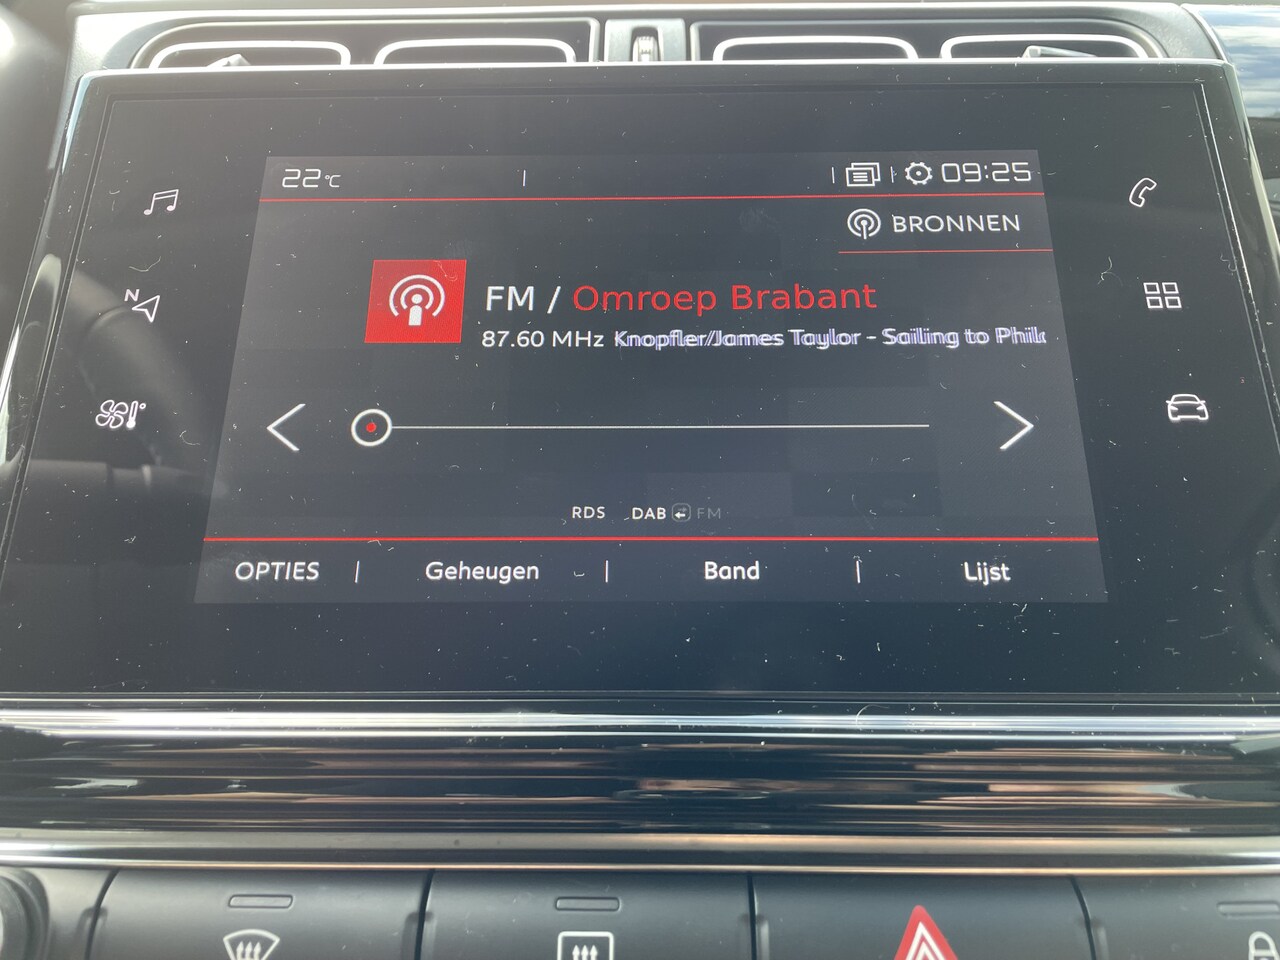 22°C 09:25
BRONNEN
FM / Omroep Brabant
87.60 MHz Knopfler/James Taylor - Sailing to Phil
N
RDS DAB FM
OPTIES | Geheugen | Band | Lijst